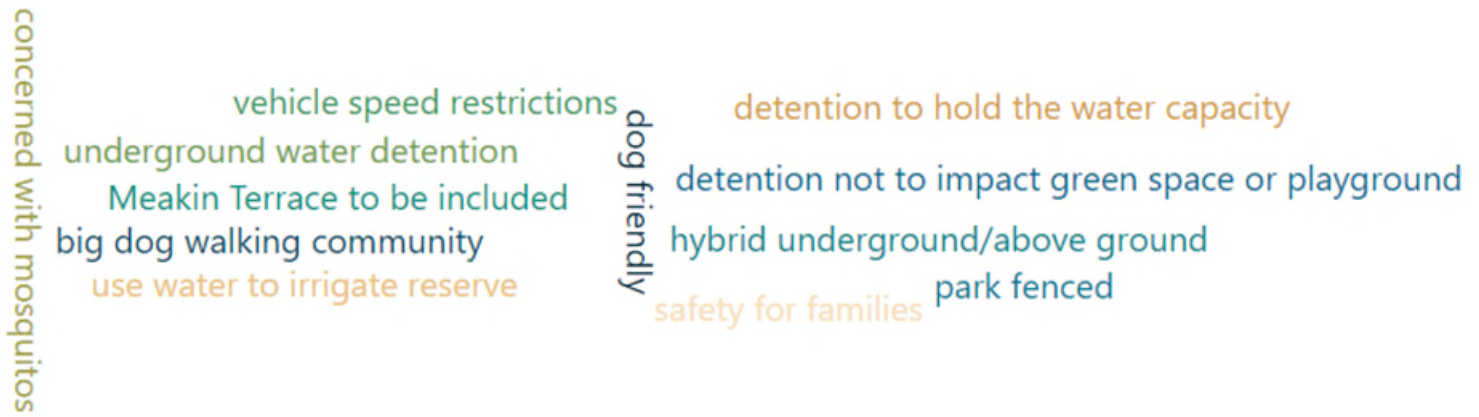 concerned with mosquitos
vehicle speed restrictions
underground water detention
Meakin Terrace to be included
big dog walking community
use water to irrigate reserve
dog friendly
detention to hold the water capacity
detention not to impact green space or playground
hybrid underground/above ground
park fenced
safety for families